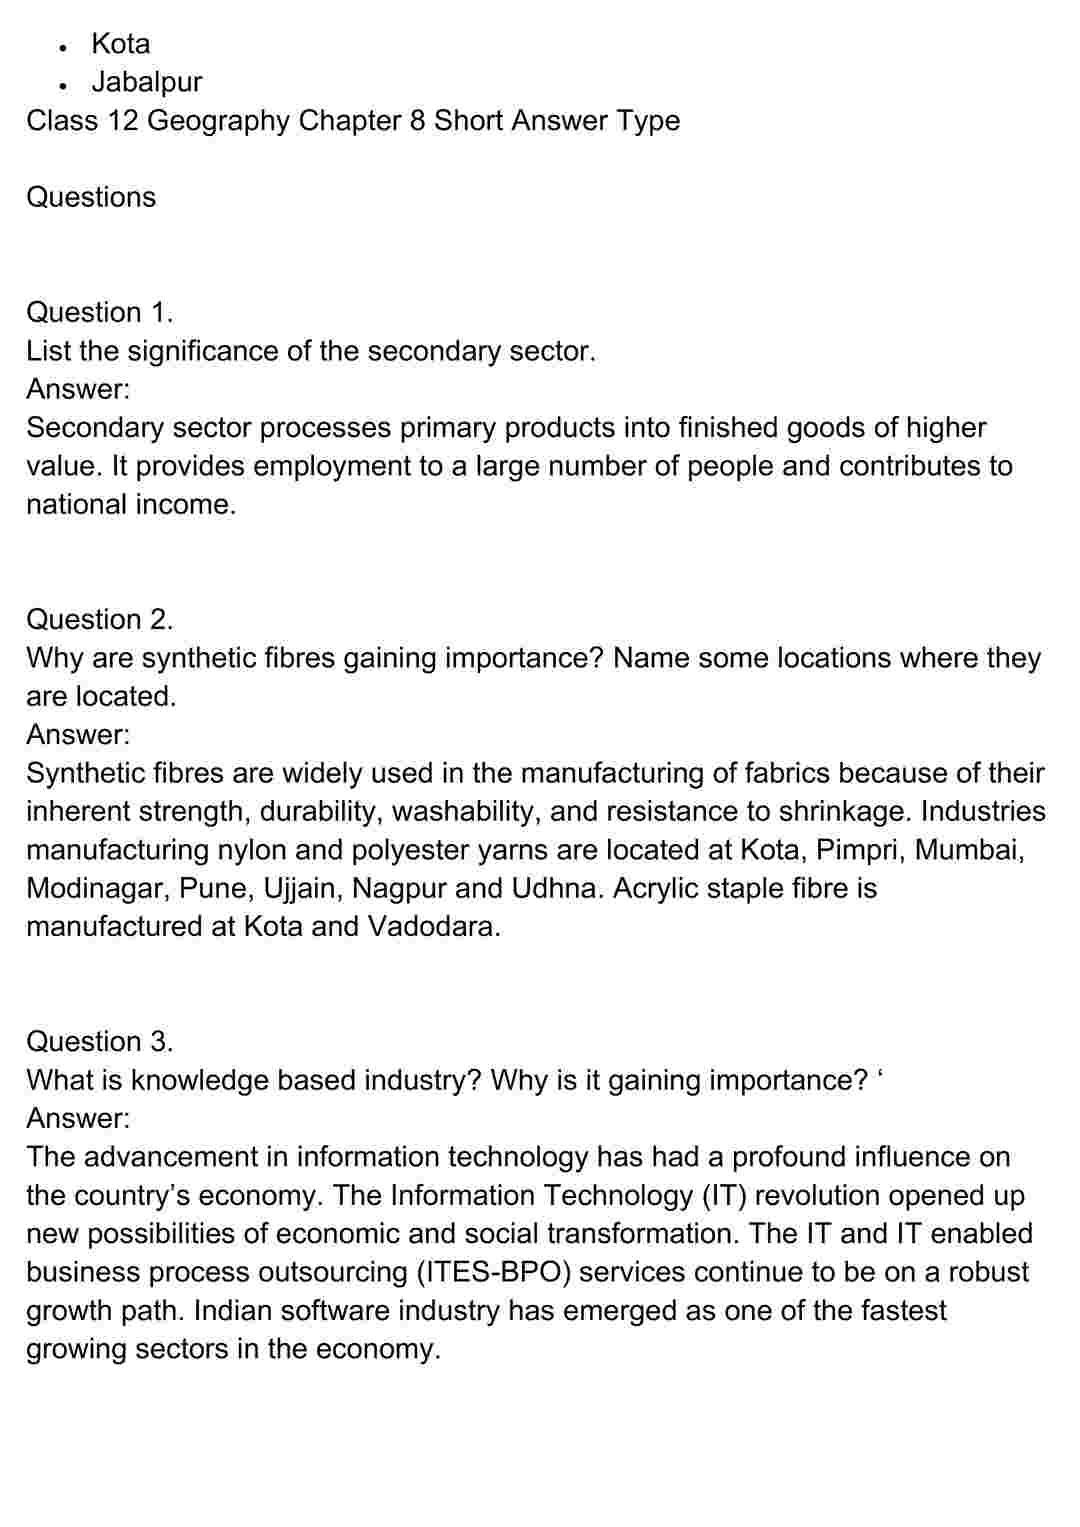 • Kota
• Jabalpur
Class 12 Geography Chapter 8 Short Answer Type
Questions
Question 1.
List the significance of the secondary sector.
Answer:
Secondary sector processes primary products into finished goods of higher
value. It provides employment to a large number of people and contributes to
national income.
Question 2.
Why are synthetic fibres gaining importance? Name some locations where they
are located.
Answer:
Synthetic fibres are widely used in the manufacturing of fabrics because of their
inherent strength, durability, washability, and resistance to shrinkage. Industries
manufacturing nylon and polyester yarns are located at Kota, Pimpri, Mumbai,
Modinagar, Pune, Ujjain, Nagpur and Udhna. Acrylic staple fibre is
manufactured at Kota and Vadodara.
Question 3.
What is knowledge based industry? Why is it gaining importance? ‘
Answer:
The advancement in information technology has had a profound influence on
the country’s economy. The Information Technology (IT) revolution opened up
new possibilities of economic and social transformation. The IT and IT enabled
business process outsourcing (ITES-BPO) services continue to be on a robust
growth path. Indian software industry has emerged as one of the fastest
growing sectors in the economy.